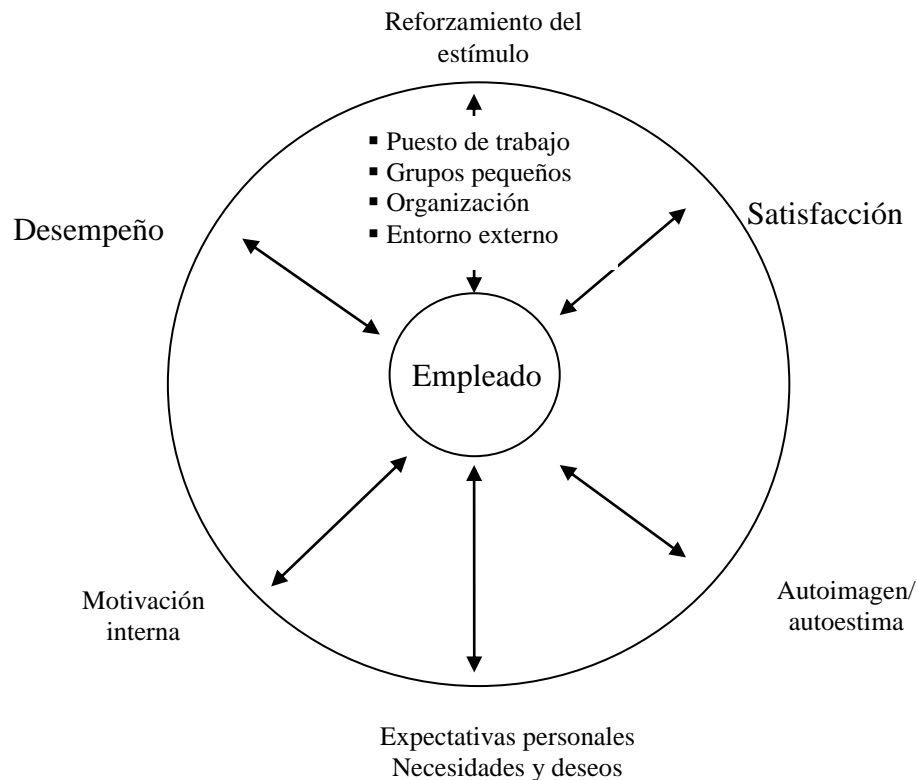 Reforzamiento del
estímulo
▪ Puesto de trabajo
▪ Grupos pequeños
▪ Organización
▪ Entorno externo
Desempeño
Satisfacción
Empleado
Motivación
interna
Autoimagen/
autoestima
Expectativas personales
Necesidades y deseos